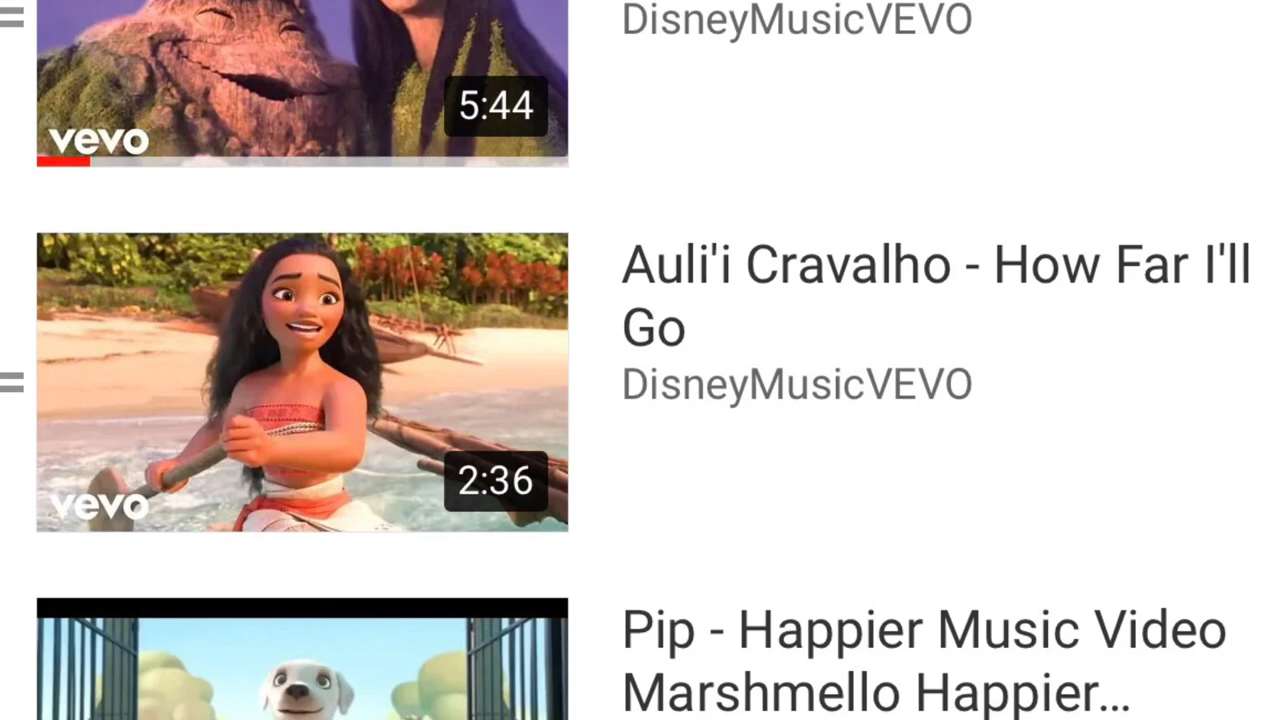 DisneyMusicVEVO
5:44
vevo
Auli'i Cravalho - How Far I'll
Go
DisneyMusicVEVO
2:36
vevo
Pip - Happier Music Video
Marshmello Happier...